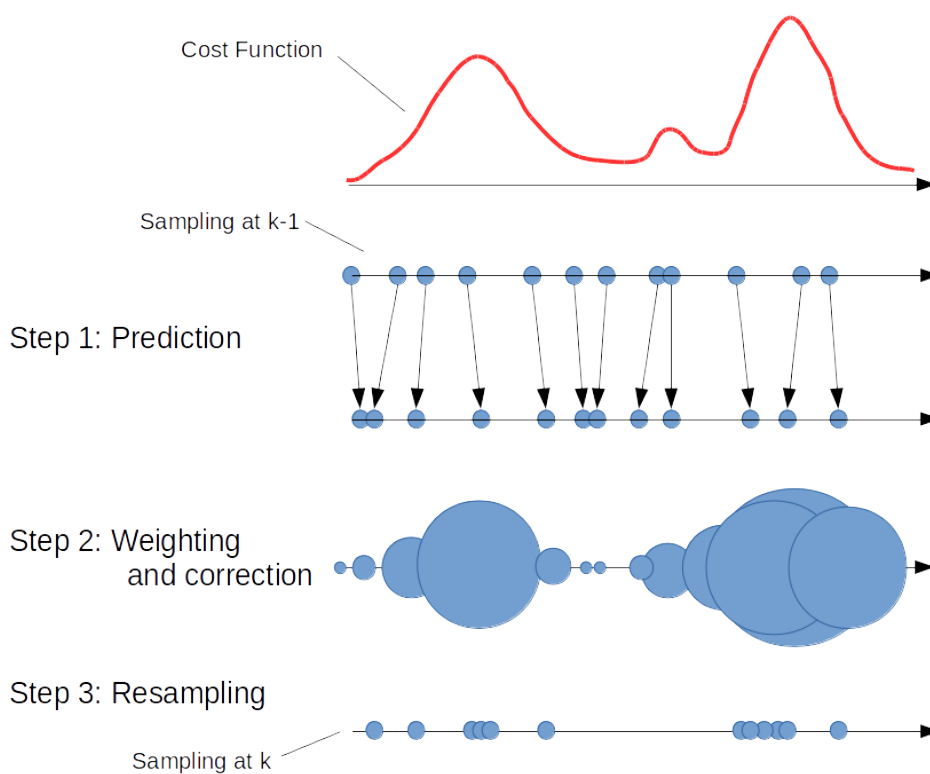 Cost Function
Sampling at k-1
Step 1: Prediction
Step 2: Weighting
and correction
Step 3: Resampling
Sampling at k